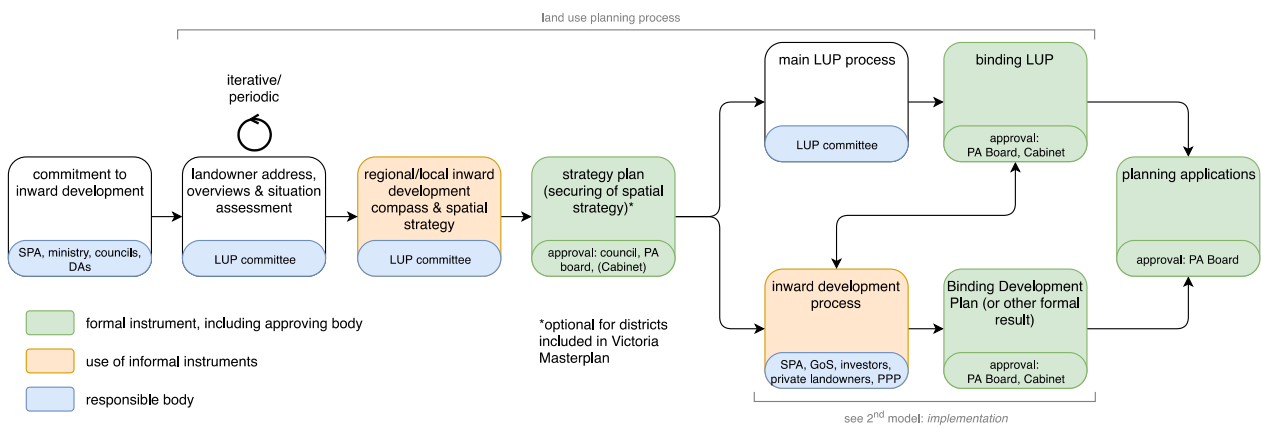 land use planning process
iterative/
periodic
commitment to
inward development
SPA, ministry, councils,
DAs
landowner address,
overviews & situation
assessment
LUP committee
regional/local inward
development
compass & spatial
strategy
LUP committee
strategy plan
(securing of spatial
strategy)*
approval: council, PA
board, (Cabinet)
main LUP process
LUP committee
binding LUP
approval:
PA Board, Cabinet
planning applications
approval: PA Board
inward development
process
SPA, GoS, investors,
private landowners, PPP
Binding Development
Plan (or other formal
result)
approval:
PA Board, Cabinet
formal instrument, including approving body
use of informal instruments
responsible body
*optional for districts
included in Victoria
Masterplan
see 2nd model: implementation